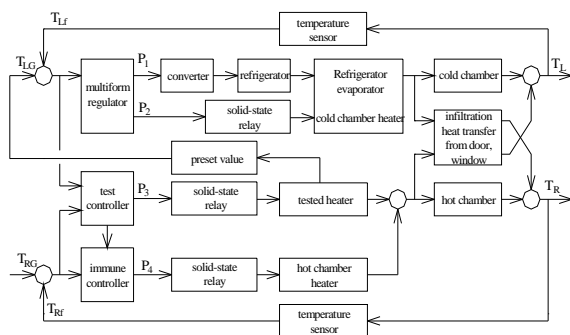 temperature
sensor
T_Lf
T_LG
T_L
P_1
P_2
multiform
regulator
converter
refrigerator
Refrigerator
evaporator
cold chamber heater
cold chamber
solid-state
relay
infiltration
heat transfer
from door,
window
preset value
test
controller
P_3
solid-state
relay
tested heater
hot chamber
T_R
T_RG
T_Rf
immune
controller
P_4
solid-state
relay
hot chamber
heater
temperature
sensor